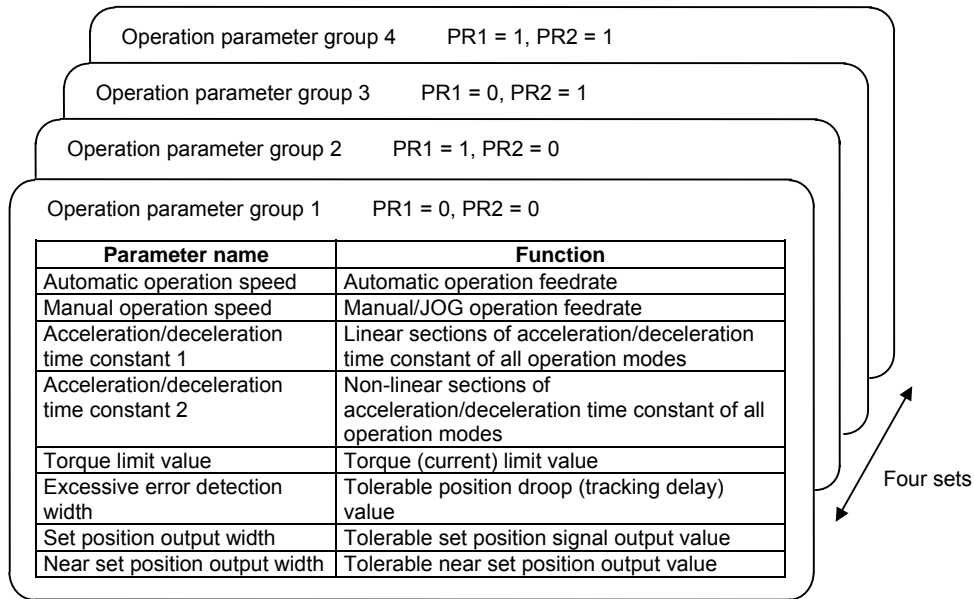 Operation parameter group 4 PR1 = 1, PR2 = 1
Operation parameter group 3 PR1 = 0, PR2 = 1
Operation parameter group 2 PR1 = 1, PR2 = 0
Operation parameter group 1 PR1 = 0, PR2 = 0
Parameter name Function
Automatic operation speed Automatic operation feedrate
Manual operation speed Manual/JOG operation feedrate
Acceleration/deceleration Linear sections of acceleration/deceleration
time constant 1 time constant of all operation modes
Acceleration/deceleration Non-linear sections of
time constant 2 acceleration/deceleration time constant of all
operation modes
Torque limit value Torque (current) limit value
Excessive error detection Tolerable position droop (tracking delay)
width value
Set position output width Tolerable set position signal output value
Near set position output width Tolerable near set position output value
Four sets